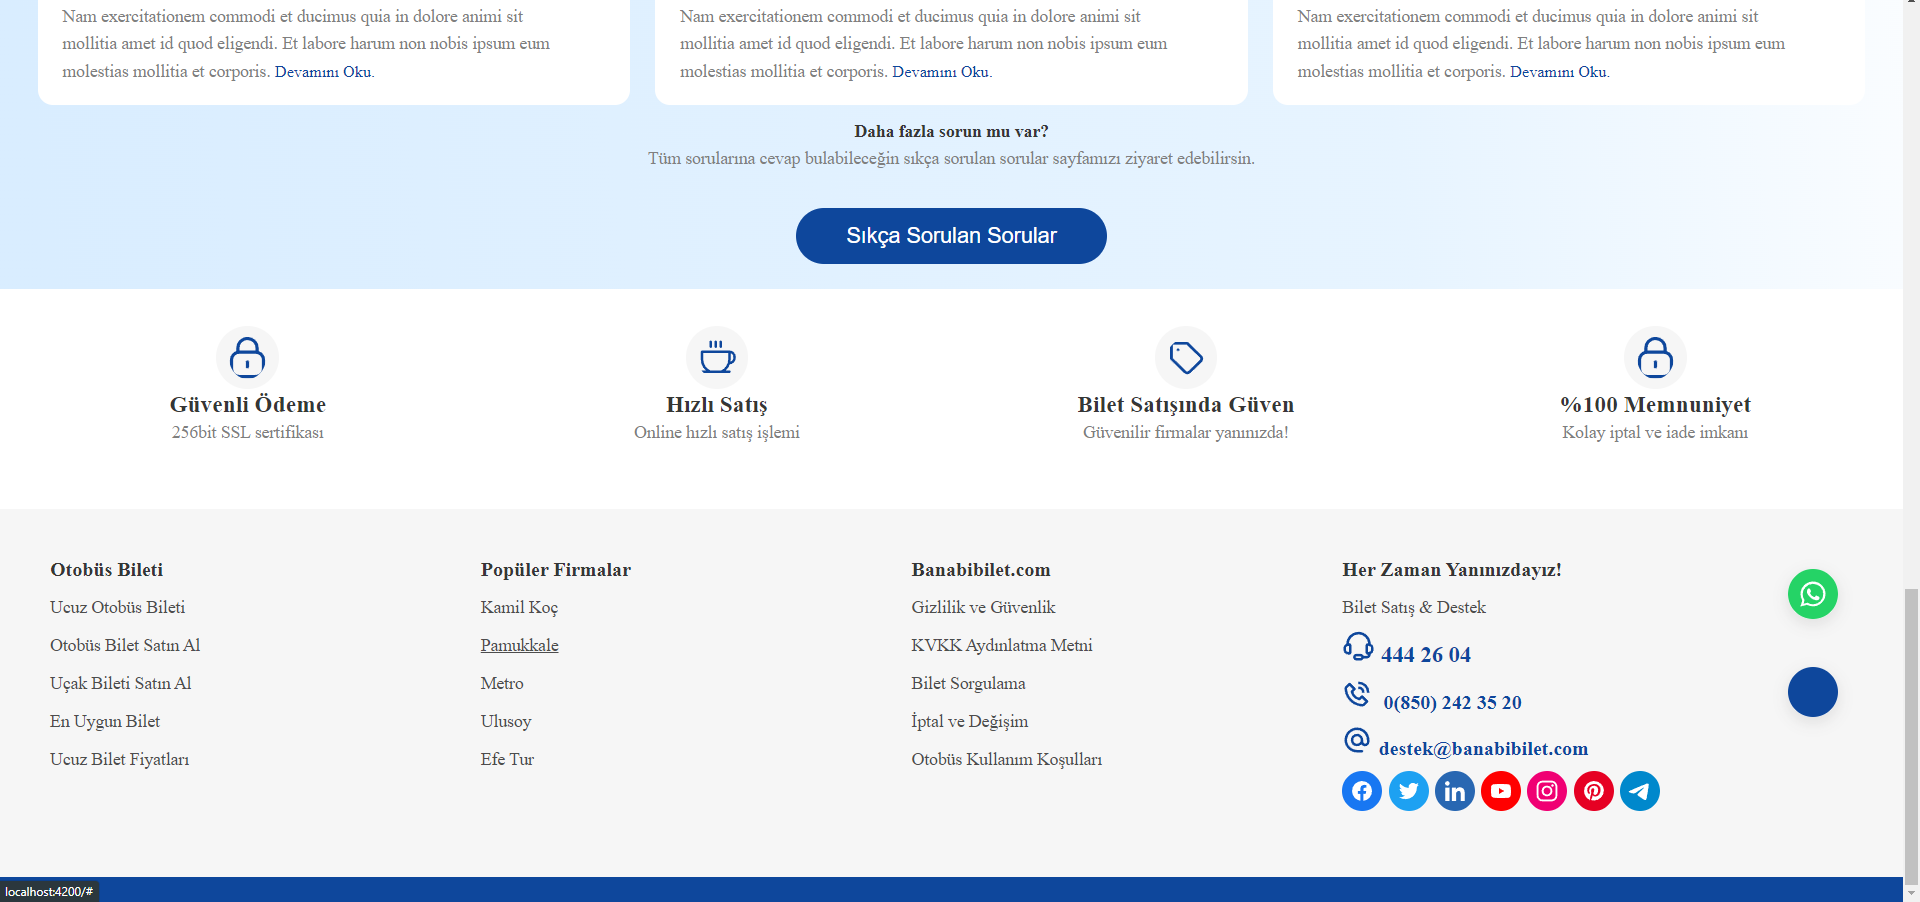 Nam exercitationem commodi et ducimus quia in dolore animi sit
mollitia amet id quod eligendi. Et labore harum non nobis ipsum eum
molestias mollitia et corporis. Devamını Oku.
Nam exercitationem commodi et ducimus quia in dolore animi sit
mollitia amet id quod eligendi. Et labore harum non nobis ipsum eum
molestias mollitia et corporis. Devamını Oku.
Nam exercitationem commodi et ducimus quia in dolore animi sit
mollitia amet id quod eligendi. Et labore harum non nobis ipsum eum
molestias mollitia et corporis. Devamını Oku.
Daha fazla sorun mu var?
Tüm sorularına cevap bulabileceğin sıkça sorulan sorular sayfamızı ziyaret edebilirsin.
Sıkça Sorulan Sorular
Güvenli Ödeme
256bit SSL sertifikası
Hızlı Satış
Online hızlı satış işlemi
Bilet Satışında Güven
Güvenilir firmalar yanınızda!
%100 Memnuniyet
Kolay iptal ve iade imkanı
Otobüs Bileti
Ucuz Otobüs Bileti
Otobüs Bilet Satın Al
Uçak Bileti Satın Al
En Uygun Bilet
Ucuz Bilet Fiyatları
Popüler Firmalar
Kamil Koç
Pamukkale
Metro
Ulusoy
Efe Tur
Banabibilet.com
Gizlilik ve Güvenlik
KVKK Aydınlatma Metni
Bilet Sorgulama
İptal ve Değişim
Otobüs Kullanım Koşulları
Her Zaman Yanınızdayız!
Bilet Satış & Destek
444 26 04
0(850) 242 35 20
destek@banabibilet.com
localhost:4200/#